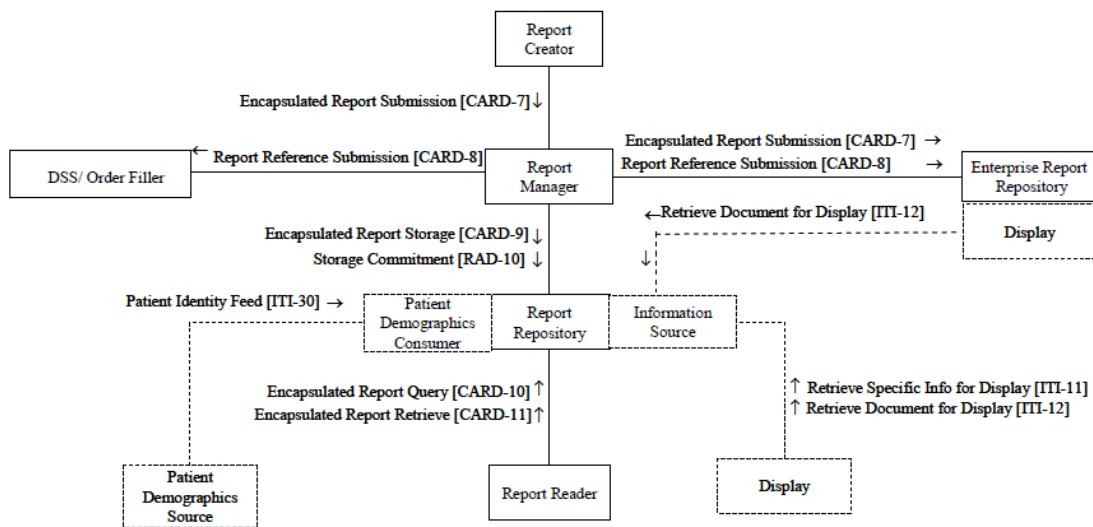 Report
Creator
Encapsulated Report Submission [CARD-7]↓
← Report Reference Submission [CARD-8]
Encapsulated Report Submission [CARD-7] →
Report Reference Submission [CARD-8] →
DSS/ Order Filler
Report
Manager
Enterprise Report
Repository
←Retrieve Document for Display [ITI-12]
Display
Encapsulated Report Storage [CARD-9] ↓
Storage Commitment [RAD-10] ↓
↓
Patient Identity Feed [ITI-30] →
Patient
Demographics
Consumer
Report
Repository
Information
Source
Encapsulated Report Query [CARD-10] ↑
Encapsulated Report Retrieve [CARD-11]↑
↑ Retrieve Specific Info for Display [ITI-11]
↑ Retrieve Document for Display [ITI-12]
Patient
Demographics
Source
Report Reader
Display